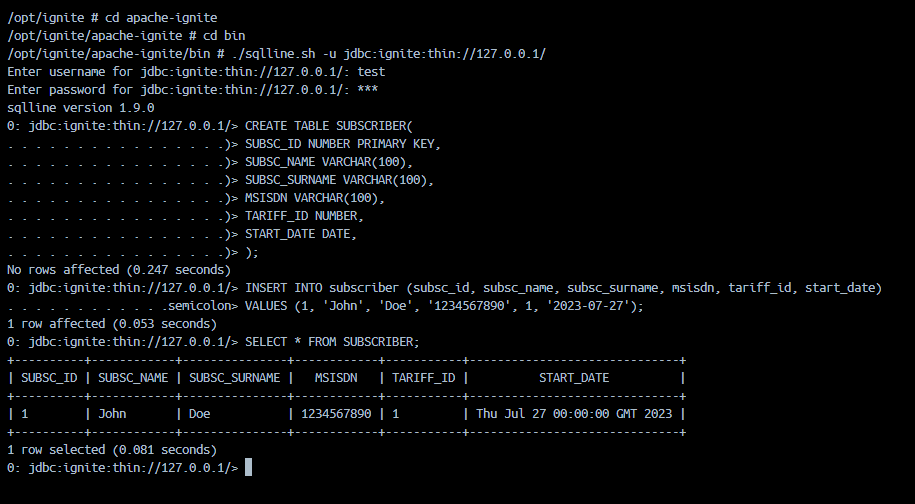 /opt/ignite # cd apache-ignite
/opt/ignite/apache-ignite # cd bin
/opt/ignite/apache-ignite/bin # ./sqlline.sh -u jdbc:ignite:thin://127.0.0.1/
Enter username for jdbc:ignite:thin://127.0.0.1/: test
Enter password for jdbc:ignite:thin://127.0.0.1/: ***
sqlline version 1.9.0
0: jdbc:ignite:thin://127.0.0.1/> CREATE TABLE SUBSCRIBER(
. . . . . . . . . . . . . . . .)> SUBSC_ID NUMBER PRIMARY KEY,
. . . . . . . . . . . . . . . .)> SUBSC_NAME VARCHAR(100),
. . . . . . . . . . . . . . . .)> SUBSC_SURNAME VARCHAR(100),
. . . . . . . . . . . . . . . .)> MSISDN VARCHAR(100),
. . . . . . . . . . . . . . . .)> TARIFF_ID NUMBER,
. . . . . . . . . . . . . . . .)> START_DATE DATE,
. . . . . . . . . . . . . . . .)> );
No rows affected (0.247 seconds)
0: jdbc:ignite:thin://127.0.0.1/> INSERT INTO subscriber (subsc_id, subsc_name, subsc_surname, msisdn, tariff_id, start_date)
. . . . . . . . . . . .semicolon> VALUES (1, 'John', 'Doe', '1234567890', 1, '2023-07-27');
1 row affected (0.053 seconds)
0: jdbc:ignite:thin://127.0.0.1/> SELECT * FROM SUBSCRIBER;
+----------+------------+---------------+------------+-----------+------------------------------+
| SUBSC_ID | SUBSC_NAME | SUBSC_SURNAME |   MSISDN   | TARIFF_ID |          START_DATE          |
+----------+------------+---------------+------------+-----------+------------------------------+
| 1        | John       | Doe           | 1234567890 | 1         | Thu Jul 27 00:00:00 GMT 2023 |
+----------+------------+---------------+------------+-----------+------------------------------+
1 row selected (0.081 seconds)
0: jdbc:ignite:thin://127.0.0.1/>